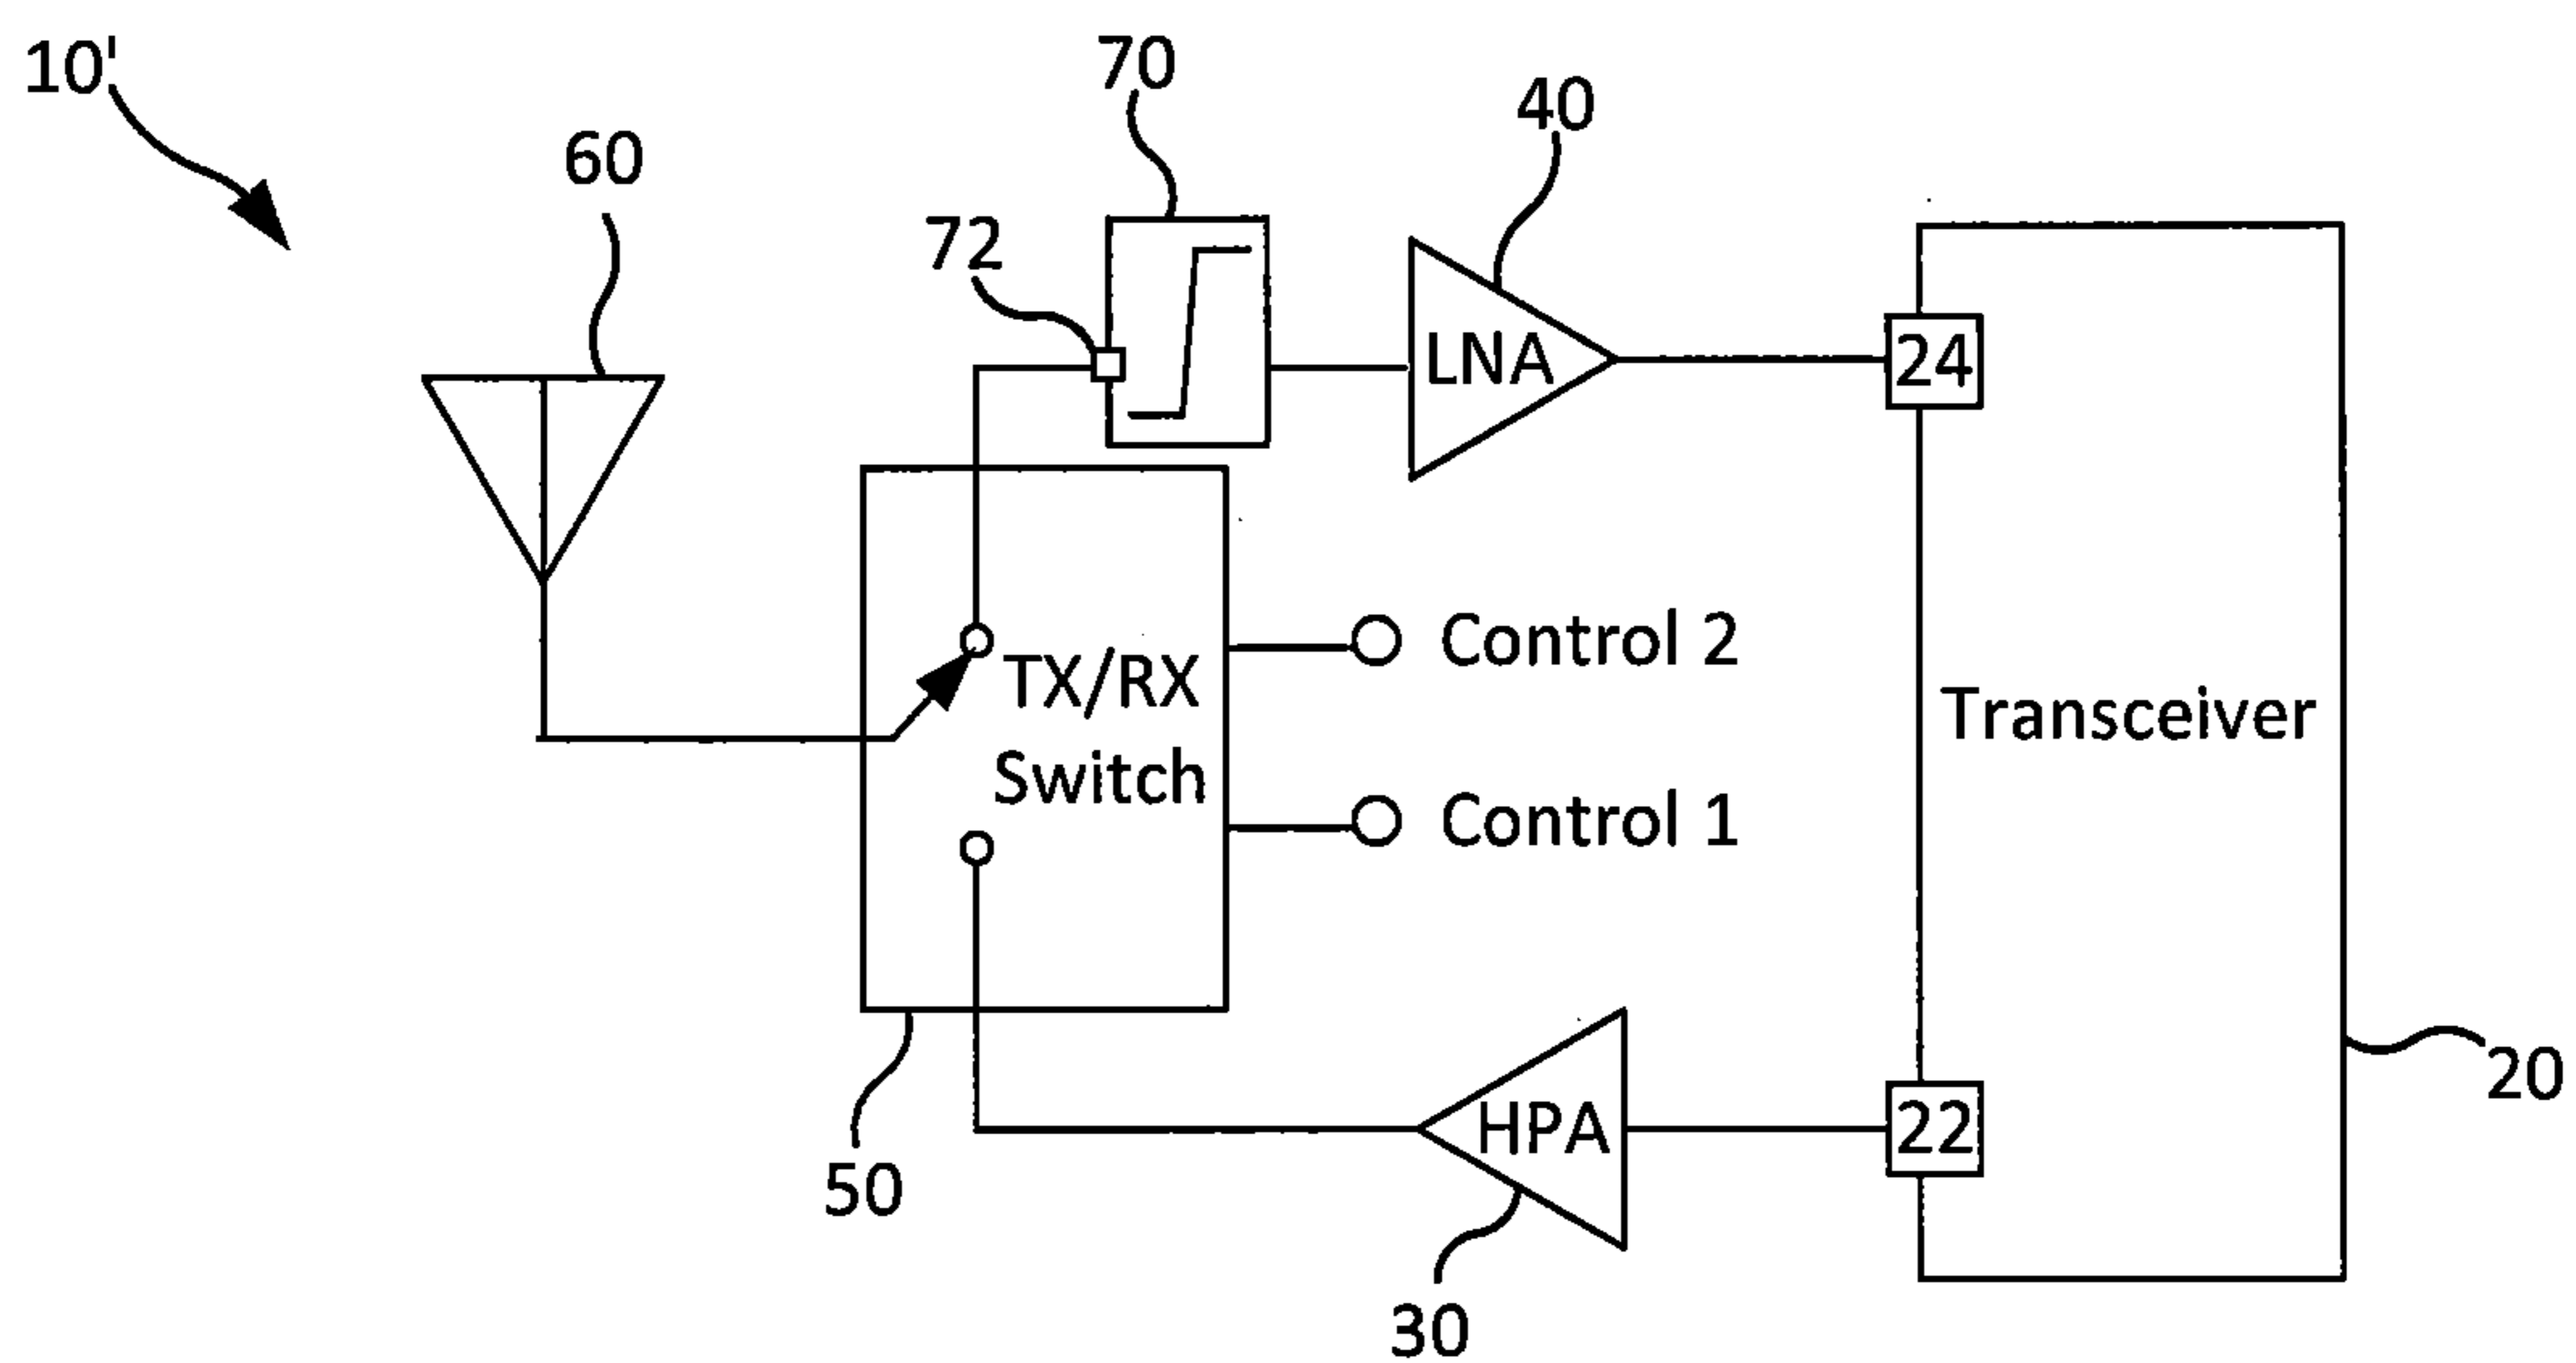 10'
70
40
60
72
LNA
24
Control 2
TX/RX
Switch
Transceiver
Control 1
20
HPA
22
50
30